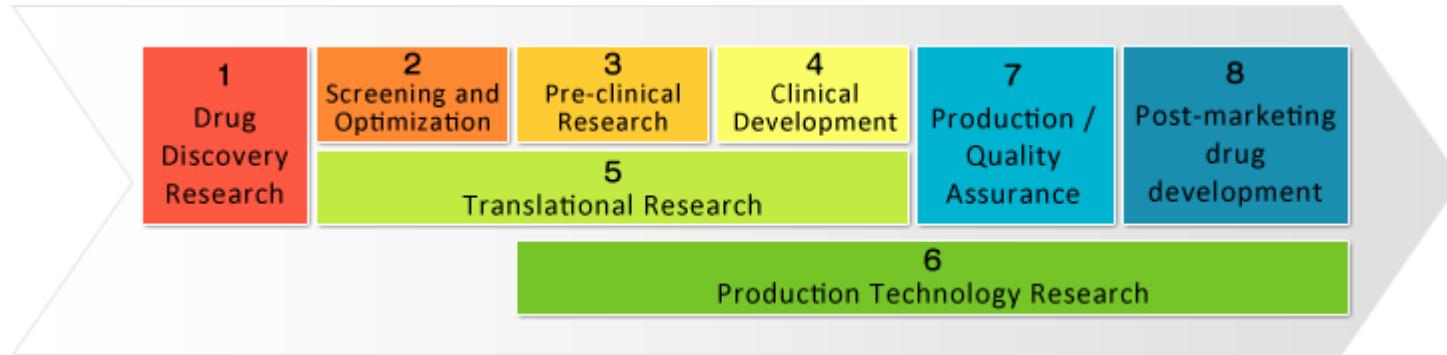 1
Drug
Discovery
Research
2
Screening and
Optimization
3
Pre-clinical
Research
4
Clinical
Development
5
Translational Research
6
Production Technology Research
7
Production /
Quality
Assurance
8
Post-marketing
drug
development